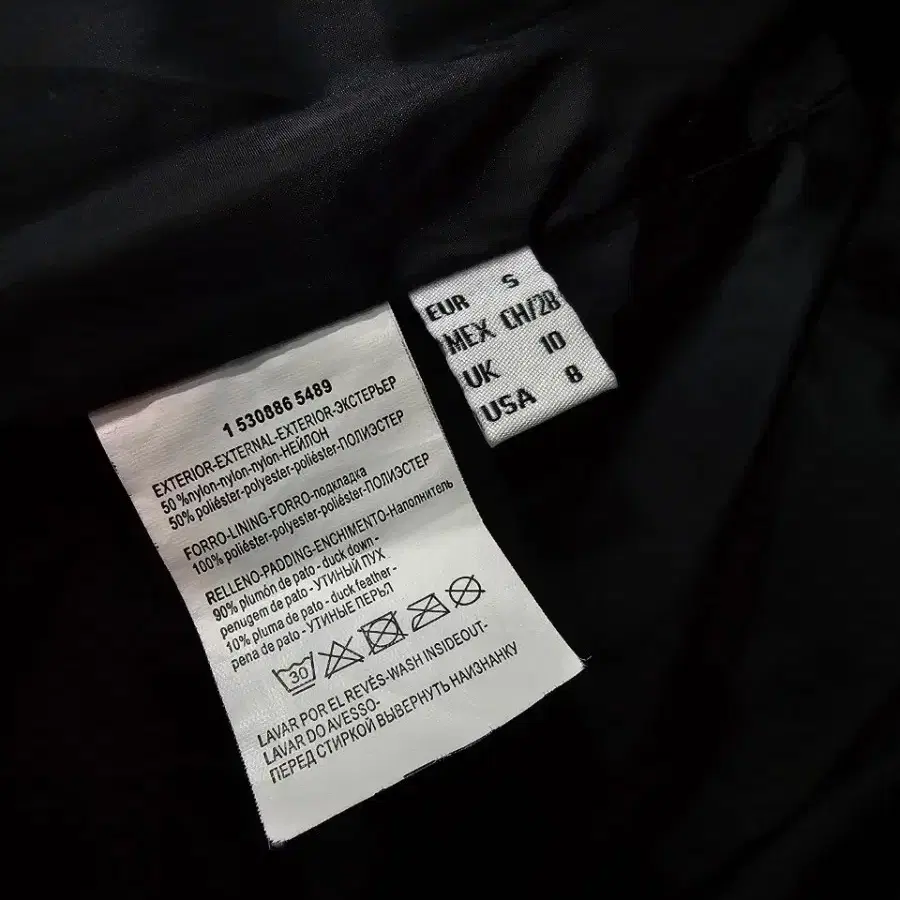 1 530886 5489
EXTERIOR-EXTERNAL-EXTERIOR-ЭКСТЕРЬЕР
50 %nylon-nylon-nylon-НЕЙЛОН
50% poliéster-polyester-poliéster-ПОЛИЭСТЕР
FORRO-LINING-FORRO-подкладка
100% poliéster-polyester-poliéster-ПОЛИЭСТЕР
RELLENO-PADDING-ENCHIMENTO-Наполнитель
90% plumón de pato - duck down -
penugem de pato - УТИНЫЙ ПУХ
10% pluma de pato - duck feather -
pena de pato - УТИНЫЕ ПЕРЬЛ
30
LAVAR POR EL REVÉS-WASH INSIDEOUT-
LAVAR DO AVESSO-
ПЕРЕД СТИРКОЙ ВЫВЕРНУТЬ НАИЗНАНКУ
EUR S
MEX CH/28
UK 10
USA 8